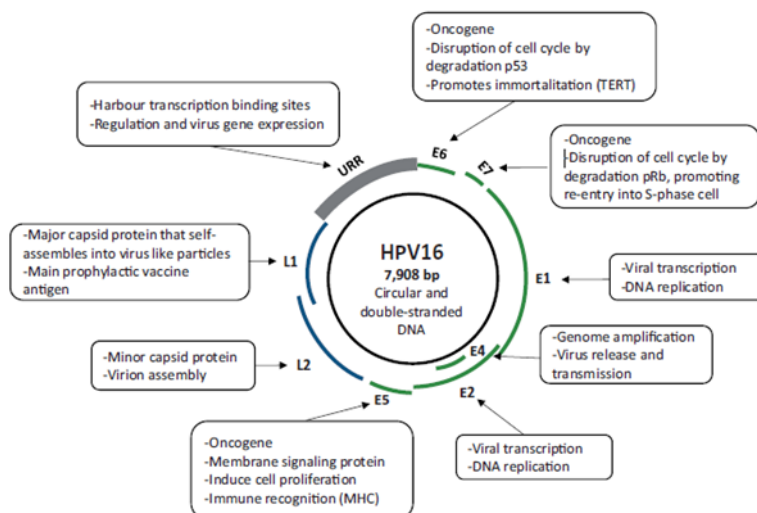 -Oncogene
-Disruption of cell cycle by
degradation p53
-Promotes immortalitation (TERT)
-Harbour transcription binding sites
-Regulation and virus gene expression
URR
E6
E7
-Oncogene
-Disruption of cell cycle by
degradation pRb, promoting
re-entry into S-phase cell
-Major capsid protein that self-
assembles into virus like particles
-Main prophylactic vaccine
antigen
L1
HPV16
7,908 bp
Circular and
double-stranded
DNA
E1
-Viral transcription
-DNA replication
-Minor capsid protein
-Virion assembly
L2
E4
-Genome amplification
-Virus release and
transmission
E5
E2
-Oncogene
-Membrane signaling protein
-Induce cell proliferation
-Immune recognition (MHC)
-Viral transcription
-DNA replication